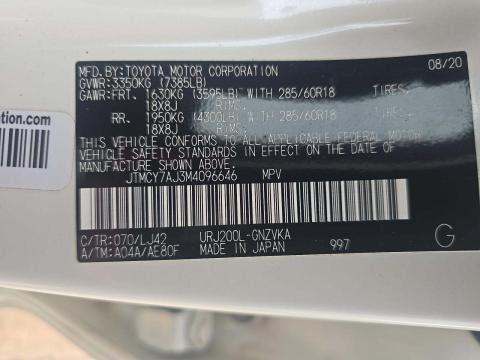 MFD.BY:TOYOTA MOTOR CORPORATION 08/20
GVWR:3350KG (7385LB)
GAWR:FRT. 1630KG (3595LB) WITH 285/60R18 TIRES,
18X8J RIMS,
RR. 1950KG (4300LB) WITH 285/60R18 TIRES,
18X8J RIMS,
THIS VEHICLE CONFORMS TO ALL APPLICABLE FEDERAL MOTOR
VEHICLE SAFETY STANDARDS IN EFFECT ON THE DATE OF
MANUFACTURE SHOWN ABOVE.
JTMCY7AJ3M4096646 MPV
C/TR:070/LJ42 URJ200L-GNZVKA
A/TM:A04A/AE80F MADE IN JAPAN 997 G
ation.com